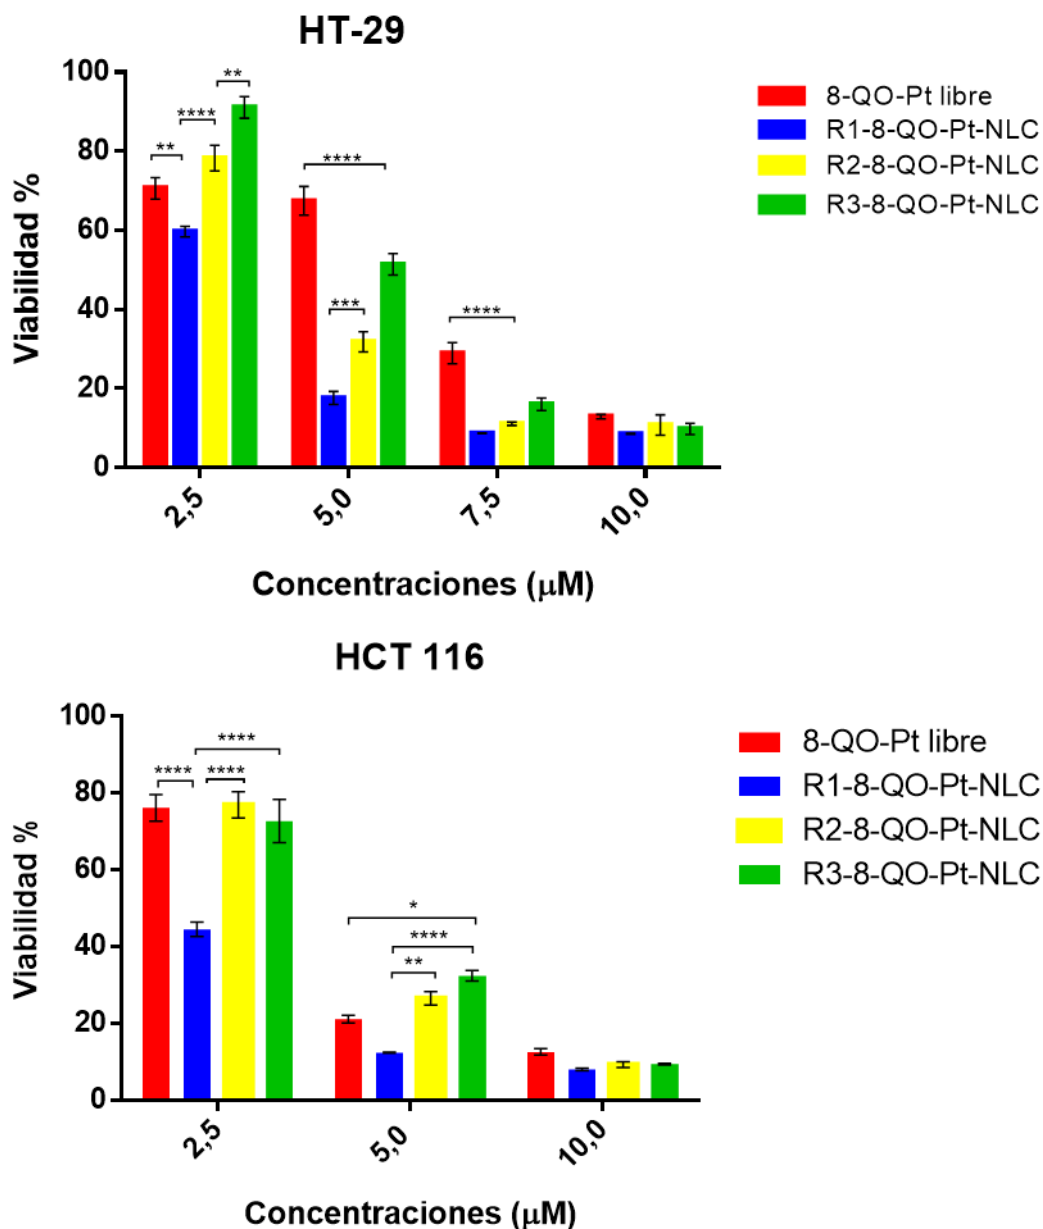 HT-29
100
80
60
40
20
0
Viabilidad %
**
****
**
****
***
****
2,5
5,0
7,5
10,0
Concentraciones (μM)
8-QO-Pt libre
R1-8-QO-Pt-NLC
R2-8-QO-Pt-NLC
R3-8-QO-Pt-NLC
HCT 116
100
80
60
40
20
0
Viabilidad %
****
****
****
*
****
**
2,5
5,0
10,0
Concentraciones (μM)
8-QO-Pt libre
R1-8-QO-Pt-NLC
R2-8-QO-Pt-NLC
R3-8-QO-Pt-NLC